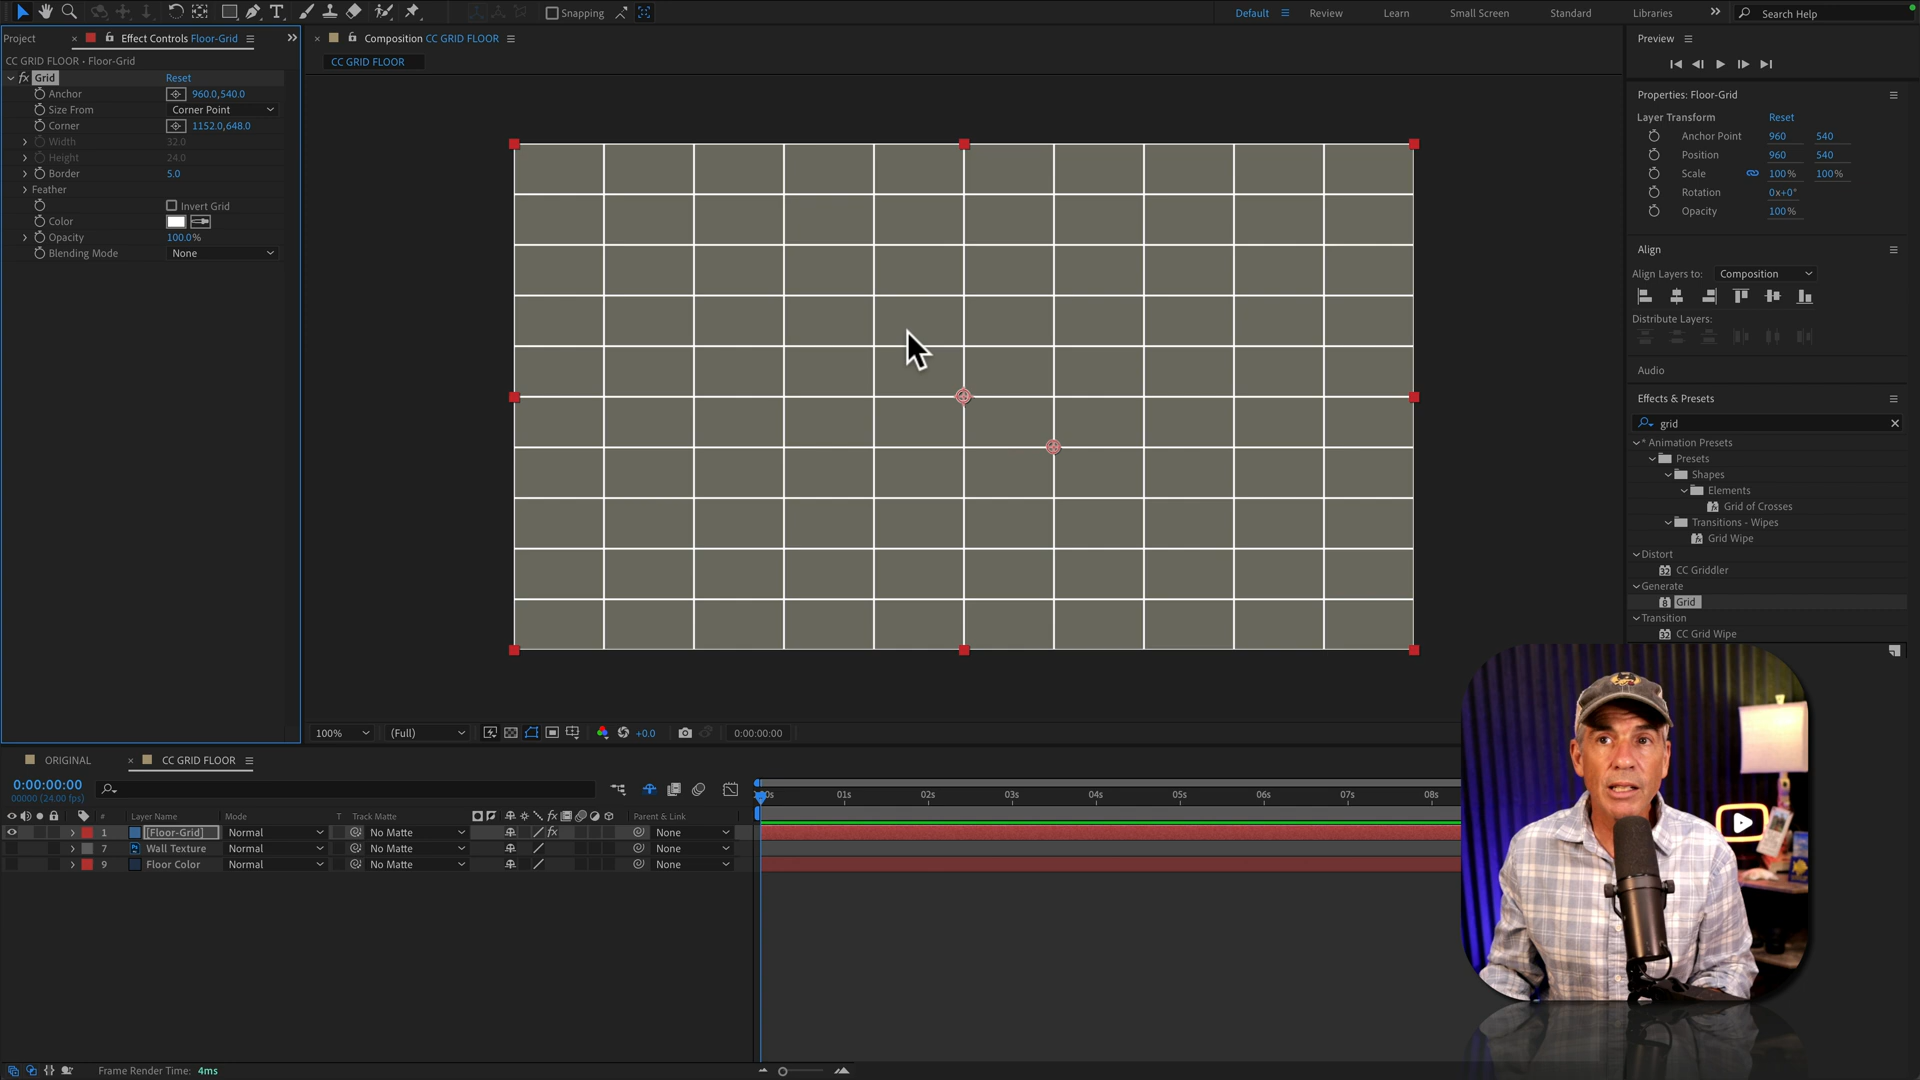 Snapping
Default
Review
Learn
Small Screen
Standard
Libraries
Search Help
Project
Effect Controls Floor-Grid
Composition CC GRID FLOOR
Preview
CC GRID FLOOR • Floor-Grid
CC GRID FLOOR
fx Grid Reset
Anchor 960.0,540.0
Size From Corner Point
Corner 1152.0,648.0
Width 32.0
Height 24.0
Border 5.0
Feather
Invert Grid
Color
Opacity 100.0%
Blending Mode None
Properties: Floor-Grid
Layer Transform Reset
Anchor Point 960 540
Position 960 540
Scale 100% 100%
Rotation 0x+0°
Opacity 100%
Align
Align Layers to: Composition
Distribute Layers:
Audio
Effects & Presets
grid
* Animation Presets
Presets
Shapes
Elements
Grid of Crosses
Transitions - Wipes
Grid Wipe
Distort
CC Griddler
Generate
Grid
Transition
CC Grid Wipe
100% (Full) +0.0 0:00:00:00
ORIGINAL
CC GRID FLOOR
0:00:00:00
00000 (24.00 fps)
# Layer Name Mode T Track Matte fx Parent & Link
01s 02s 03s 04s 05s 06s 07s 08s
1 [Floor-Grid] Normal No Matte fx None
7 Wall Texture Normal No Matte None
9 Floor Color Normal No Matte None
Frame Render Time: 4ms